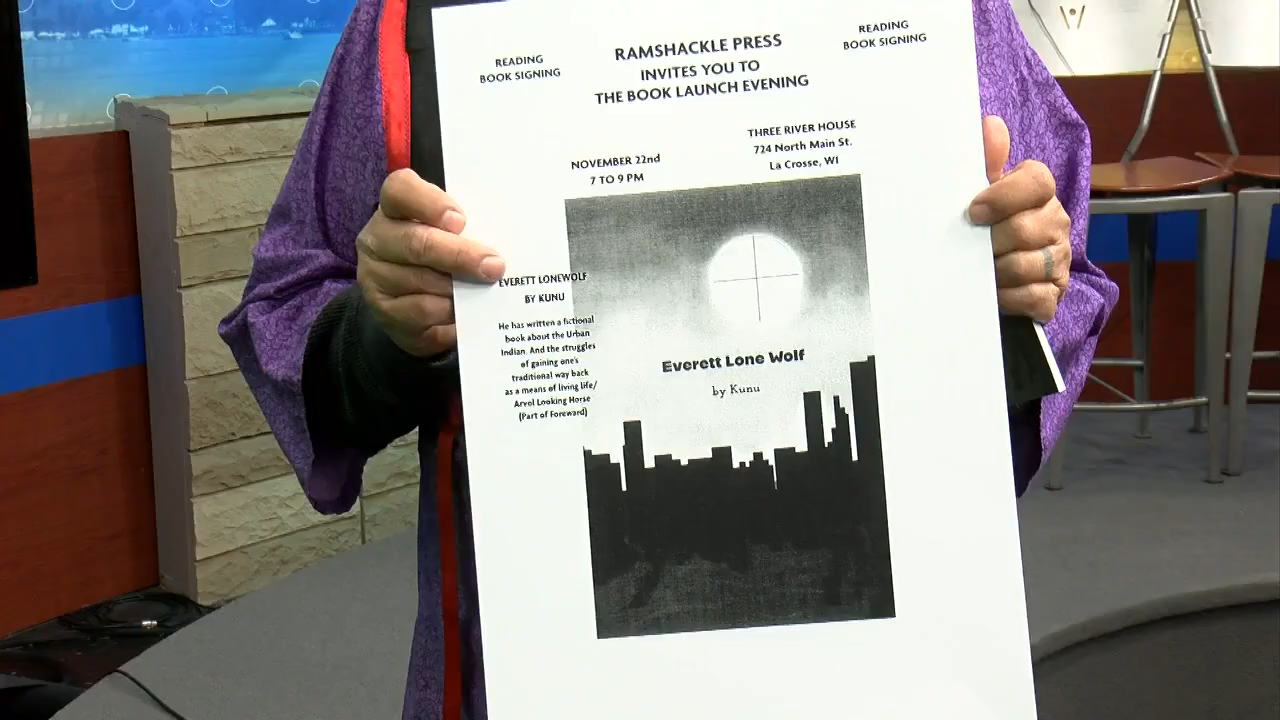 READING
BOOK SIGNING
RAMSHACKLE PRESS
INVITES YOU TO
THE BOOK LAUNCH EVENING
READING
BOOK SIGNING
NOVEMBER 22nd
7 TO 9 PM
THREE RIVER HOUSE
724 North Main St.
La Crosse, WI
EVERETT LONEWOLF
BY KUNU
He has written a fictional
book about the Urban
Indian. And the struggles
of gaining one's
traditional way back
as a means of living life/
Arvol Looking Horse
(Part of Foreward)
Everett Lone Wolf
by Kunu